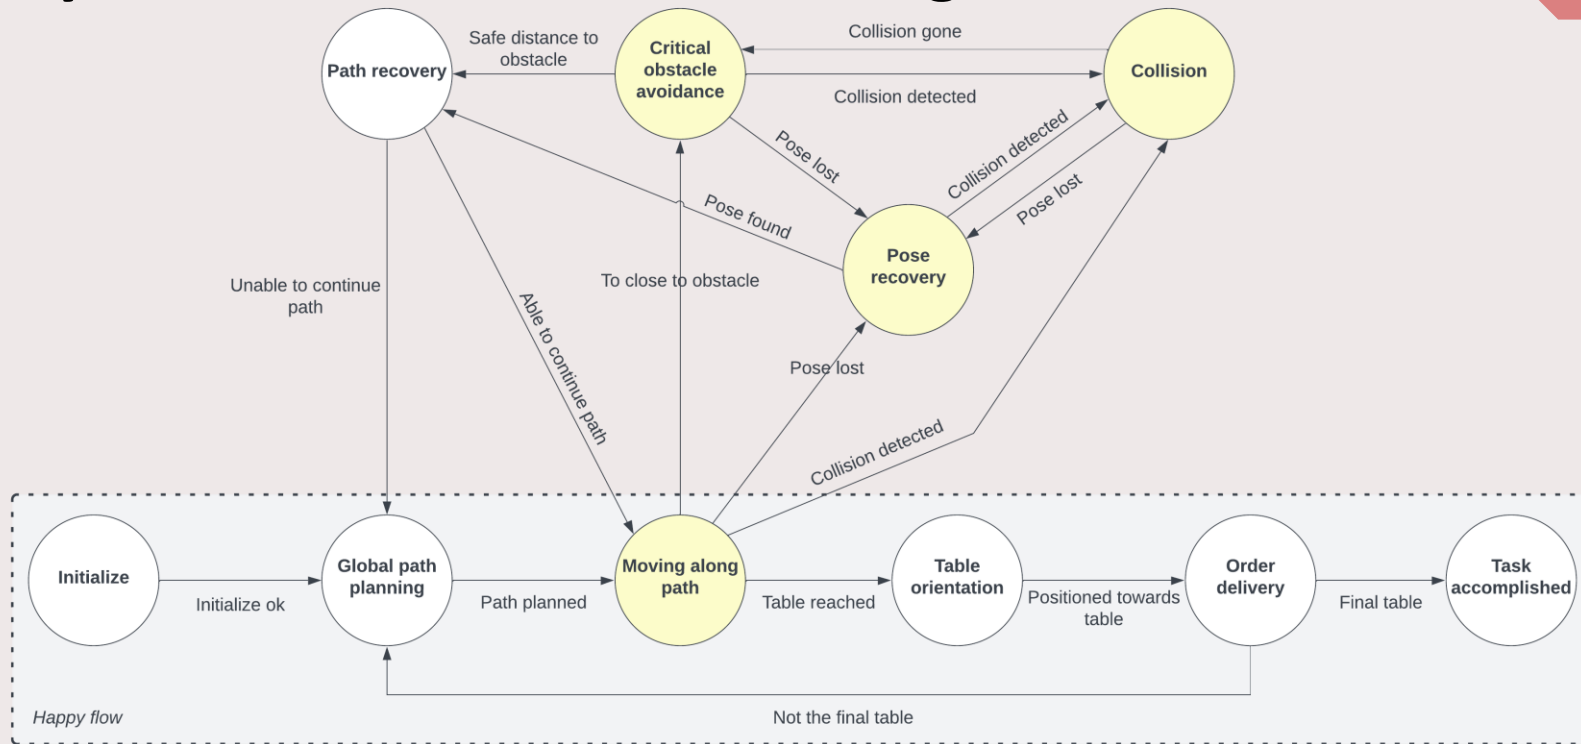 Safe distance to
obstacle
Collision gone
Path recovery
Critical
obstacle
avoidance
Collision
Collision detected
Pose lost
Collision detected
Pose lost
Pose found
Pose
recovery
Unable to continue
path
To close to obstacle
Able to continue path
Pose lost
Collision detected
Initialize
Initialize ok
Global path
planning
Path planned
Moving along
path
Table reached
Table
orientation
Positioned towards
table
Order
delivery
Final table
Task
accomplished
Happy flow
Not the final table